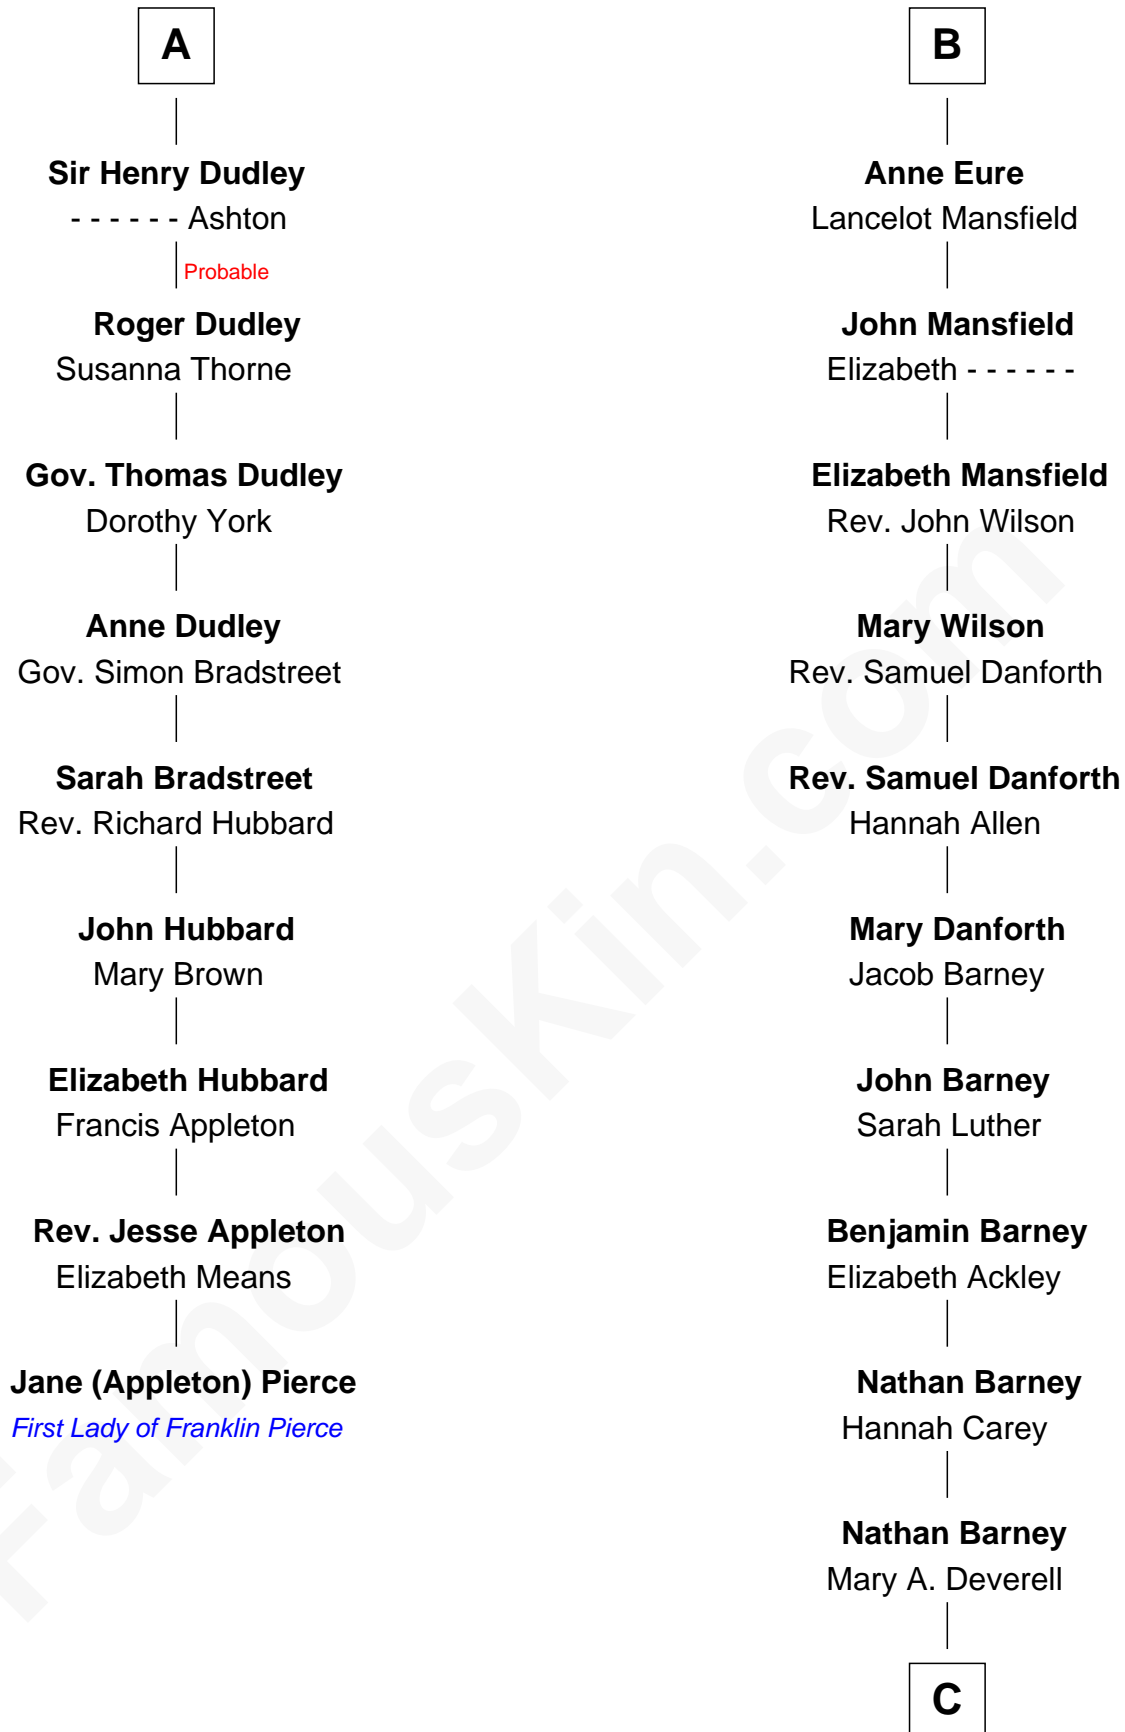 A
Sir Henry Dudley
- - - - - - Ashton
Probable
Roger Dudley
Susanna Thorne
Gov. Thomas Dudley
Dorothy York
Anne Dudley
Gov. Simon Bradstreet
Sarah Bradstreet
Rev. Richard Hubbard
John Hubbard
Mary Brown
Elizabeth Hubbard
Francis Appleton
Rev. Jesse Appleton
Elizabeth Means
Jane (Appleton) Pierce
First Lady of Franklin Pierce
B
Anne Eure
Lancelot Mansfield
John Mansfield
Elizabeth - - - - - -
Elizabeth Mansfield
Rev. John Wilson
Mary Wilson
Rev. Samuel Danforth
Rev. Samuel Danforth
Hannah Allen
Mary Danforth
Jacob Barney
John Barney
Sarah Luther
Benjamin Barney
Elizabeth Ackley
Nathan Barney
Hannah Carey
Nathan Barney
Mary A. Deverell
C
FamousKin.com